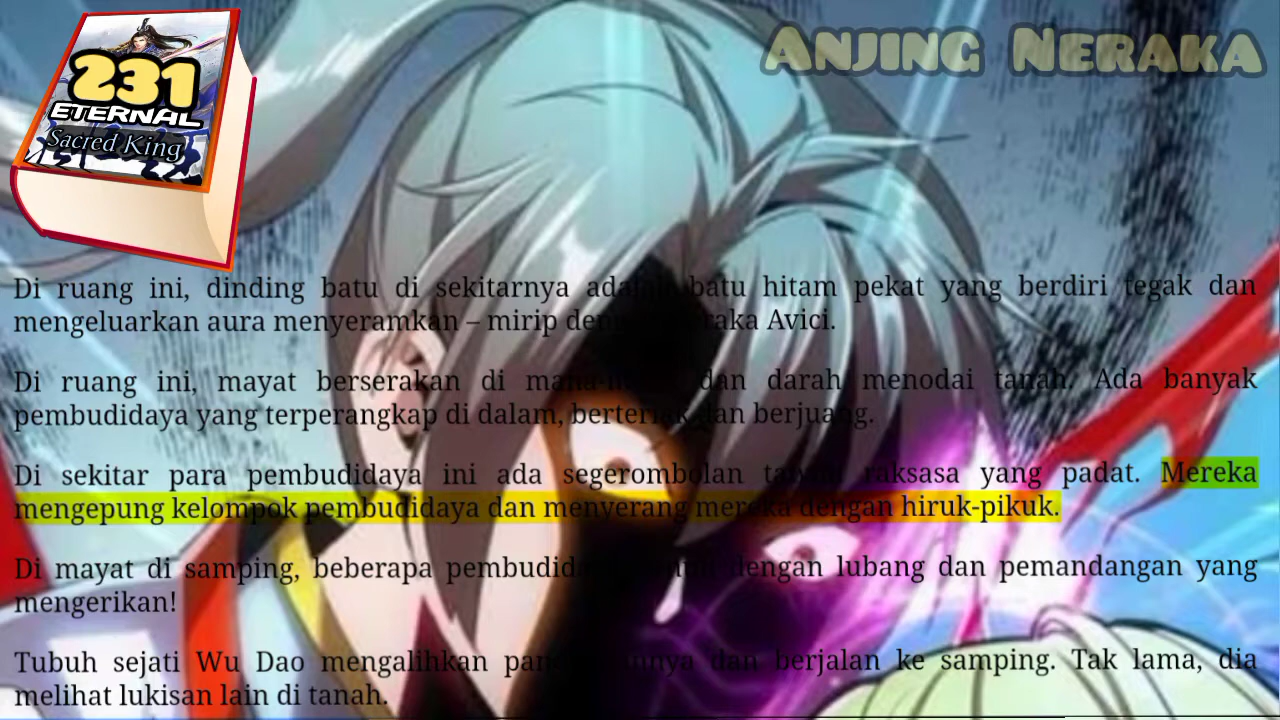 231
ETERNAL
Sacred King
ANJING NERAKA
Di ruang ini, dinding batu di sekitarnya adalah batu hitam pekat yang berdiri tegak dan
mengeluarkan aura menyeramkan – mirip dengan Neraka Avici.
Di ruang ini, mayat berserakan di mana-mana dan darah menodai tanah. Ada banyak
pembudidaya yang terperangkap di dalam, berteriak dan berjuang.
Di sekitar para pembudidaya ini ada segerombolan tawon raksasa yang padat. Mereka
mengepung kelompok pembudidaya dan menyerang mereka dengan hiruk-pikuk.
Di mayat di samping, beberapa pembudidaya dengan lubang dan pemandangan yang
mengerikan!
Tubuh sejati Wu Dao mengalihkan pandangannya dan berjalan ke samping. Tak lama, dia
melihat lukisan lain di tanah.